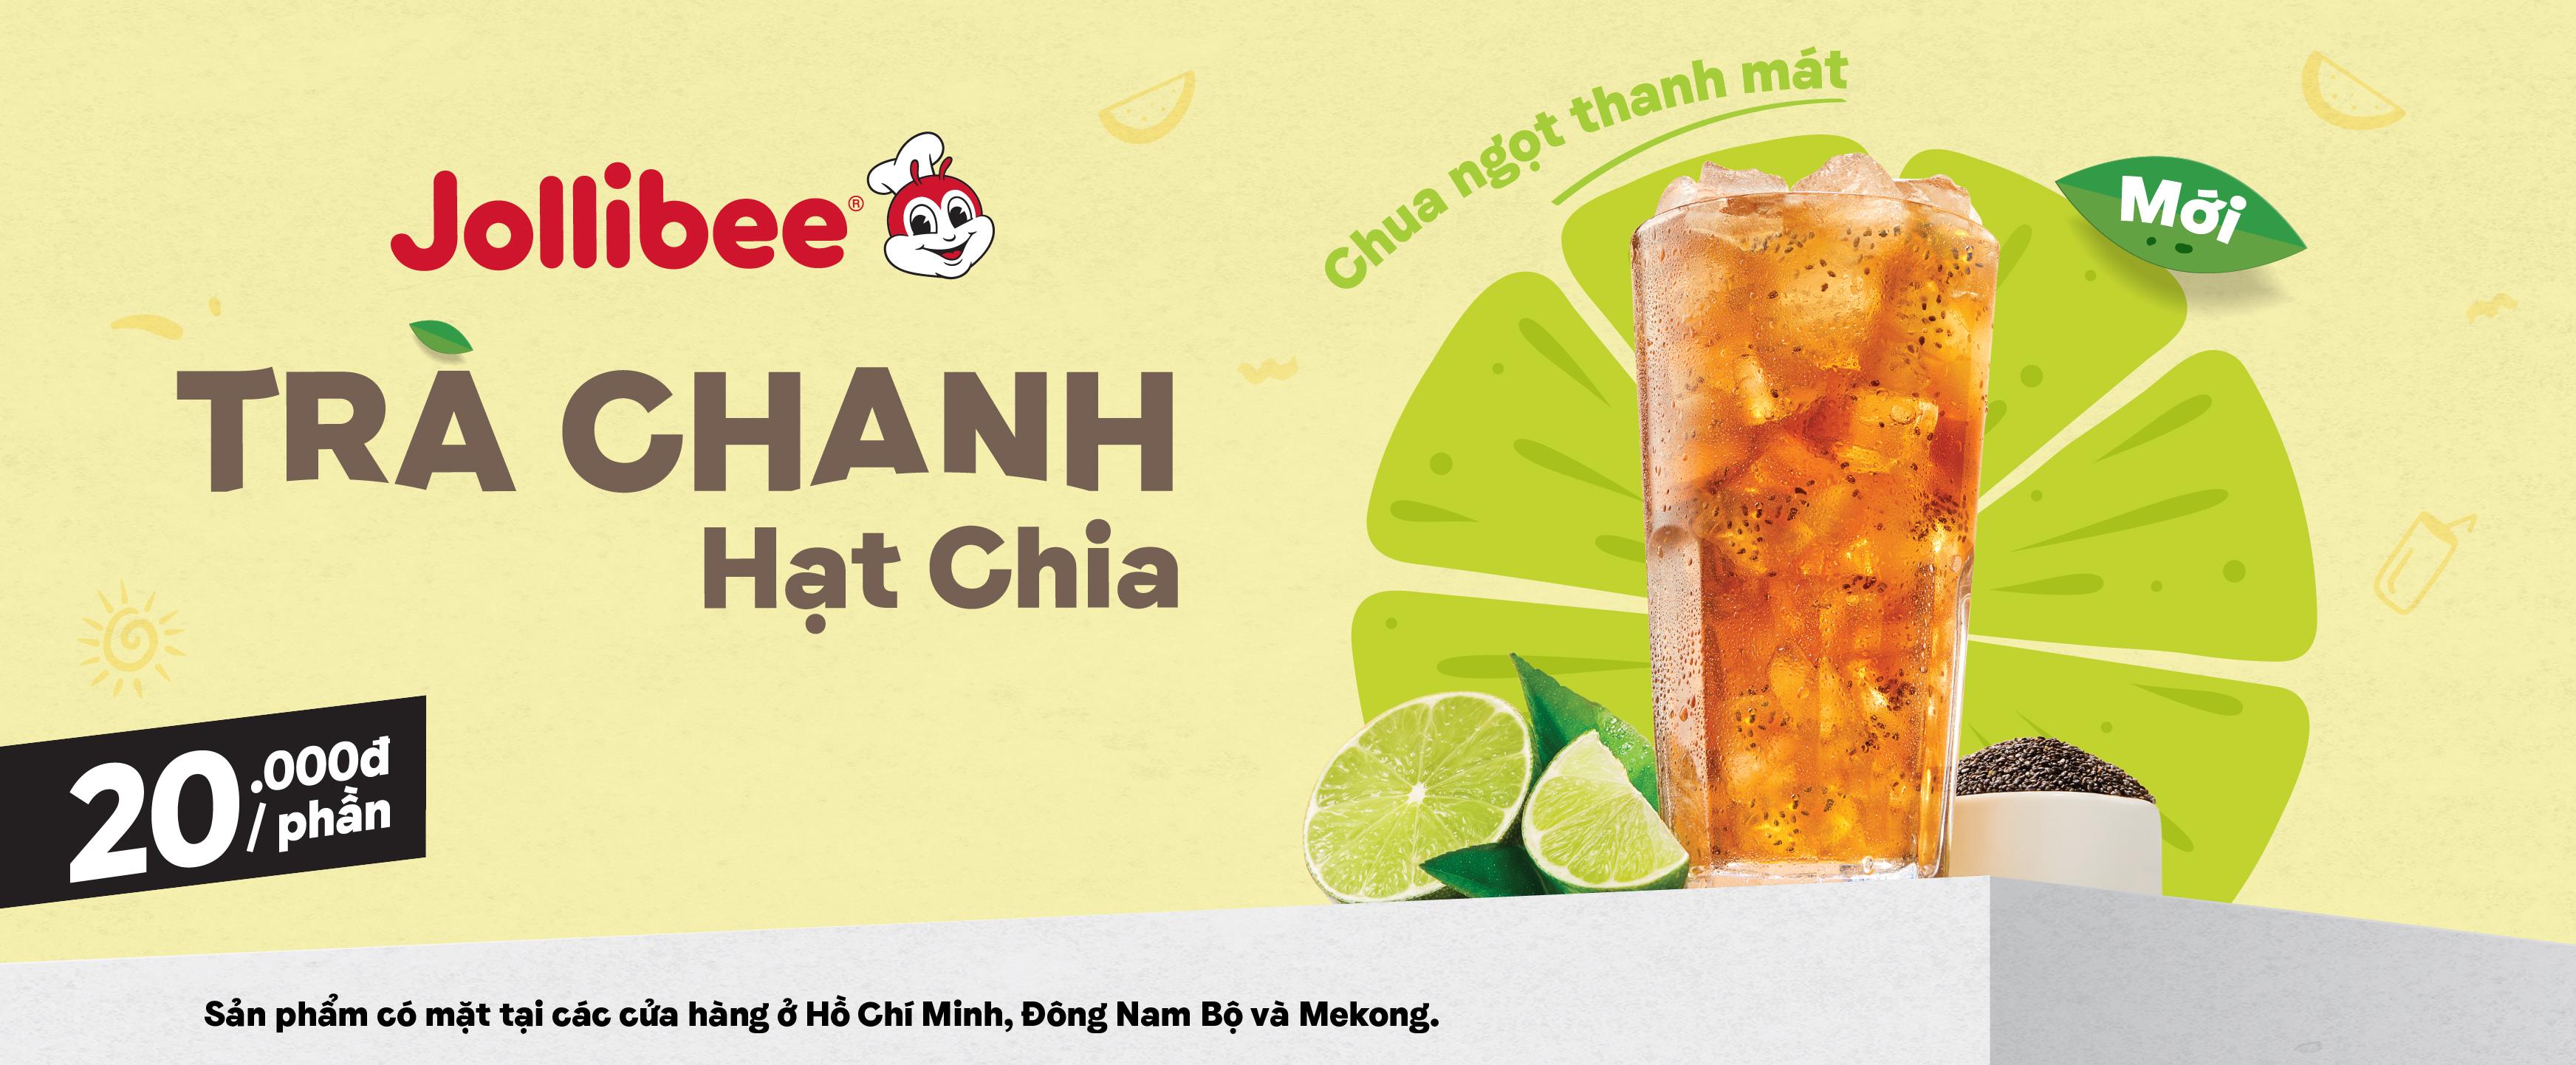 Jollibee®
TRÀ CHANH
Hạt Chia
Chua ngọt thanh mát
Mới
20.000đ
/phần
Sản phẩm có mặt tại các cửa hàng ở Hồ Chí Minh, Đông Nam Bộ và Mekong.